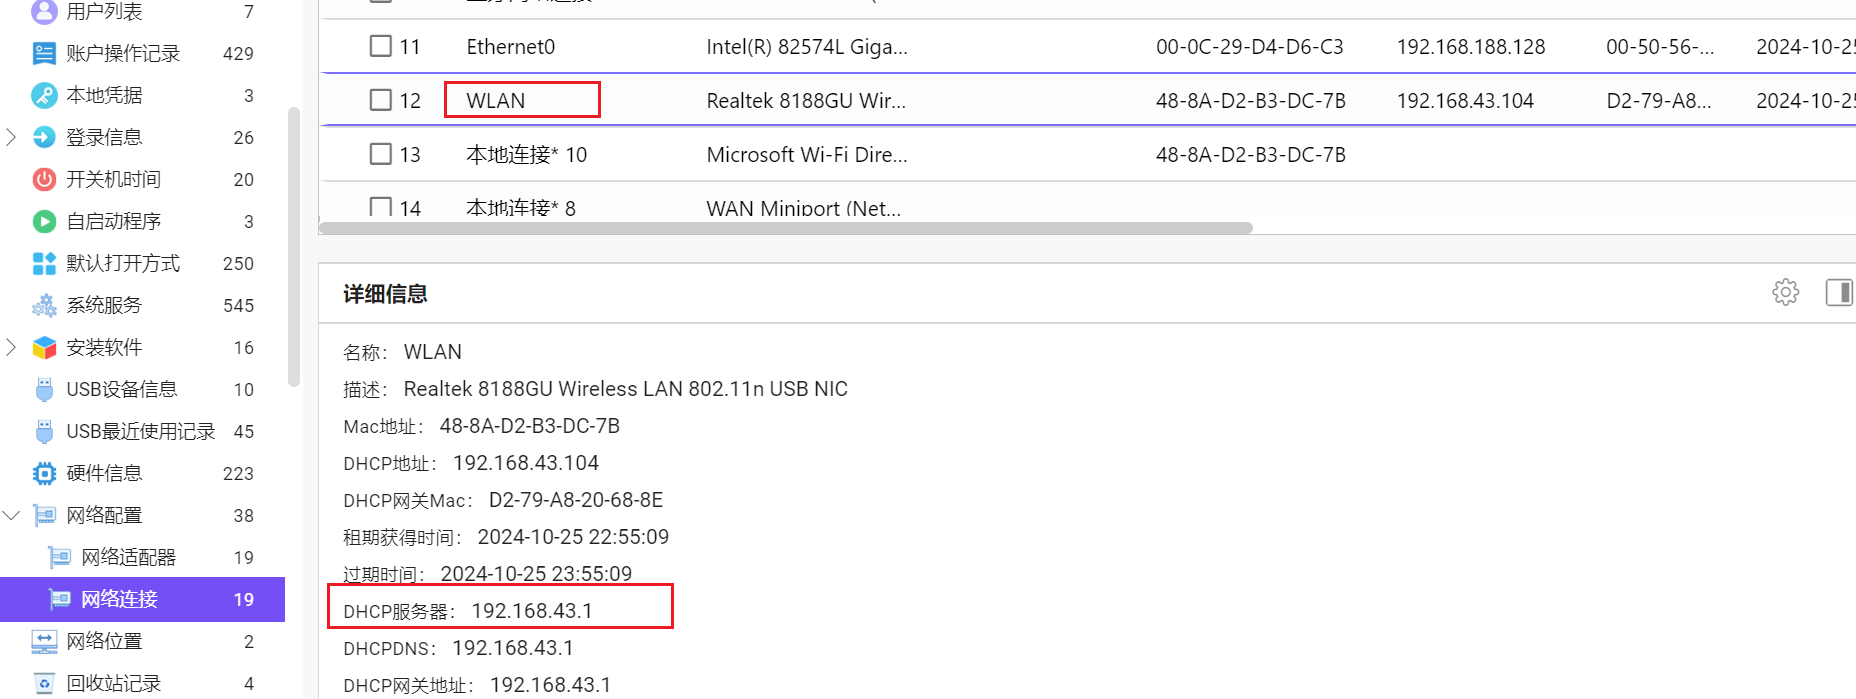 用户列表 7
账户操作记录 429
本地凭据 3
登录信息 26
开关机时间 20
自启动程序 3
默认打开方式 250
系统服务 545
安装软件 16
USB设备信息 10
USB最近使用记录 45
硬件信息 223
网络配置 38
网络适配器 19
网络连接 19
网络位置 2
回收站记录 4
11 Ethernet0 Intel(R) 82574L Giga... 00-0C-29-D4-D6-C3 192.168.188.128 00-50-56-... 2024-10-25
12 WLAN Realtek 8188GU Wir... 48-8A-D2-B3-DC-7B 192.168.43.104 D2-79-A8... 2024-10-25
13 本地连接* 10 Microsoft Wi-Fi Dire... 48-8A-D2-B3-DC-7B
14 本地连接* 8 WAN Miniport (Net...
详细信息
名称: WLAN
描述: Realtek 8188GU Wireless LAN 802.11n USB NIC
Mac地址: 48-8A-D2-B3-DC-7B
DHCP地址: 192.168.43.104
DHCP网关Mac: D2-79-A8-20-68-8E
租期获得时间: 2024-10-25 22:55:09
过期时间: 2024-10-25 23:55:09
DHCP服务器: 192.168.43.1
DHCPDNS: 192.168.43.1
DHCP网关地址: 192.168.43.1